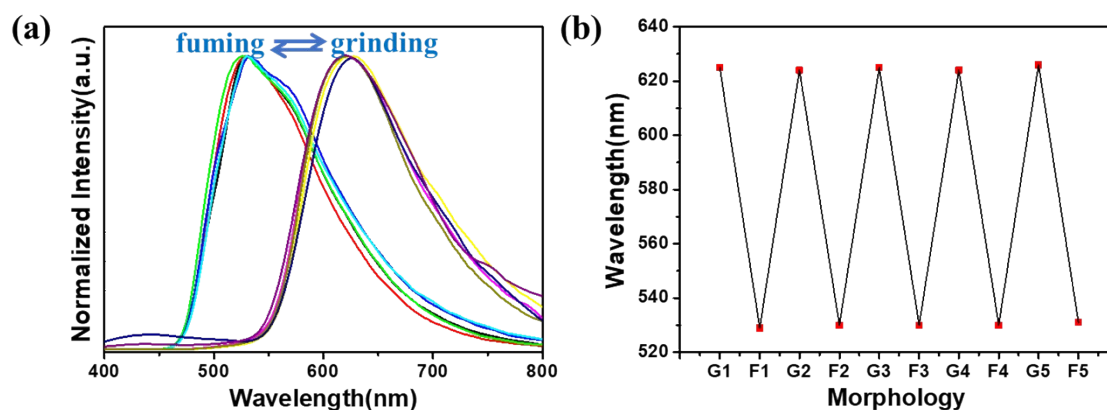 (a)
fuming ⇌ grinding
Normalized Intensity(a.u.)
400 500 600 700 800
Wavelength(nm)
(b)
640
620
600
580
560
540
520
Wavelength(nm)
G1 F1 G2 F2 G3 F3 G4 F4 G5 F5
Morphology